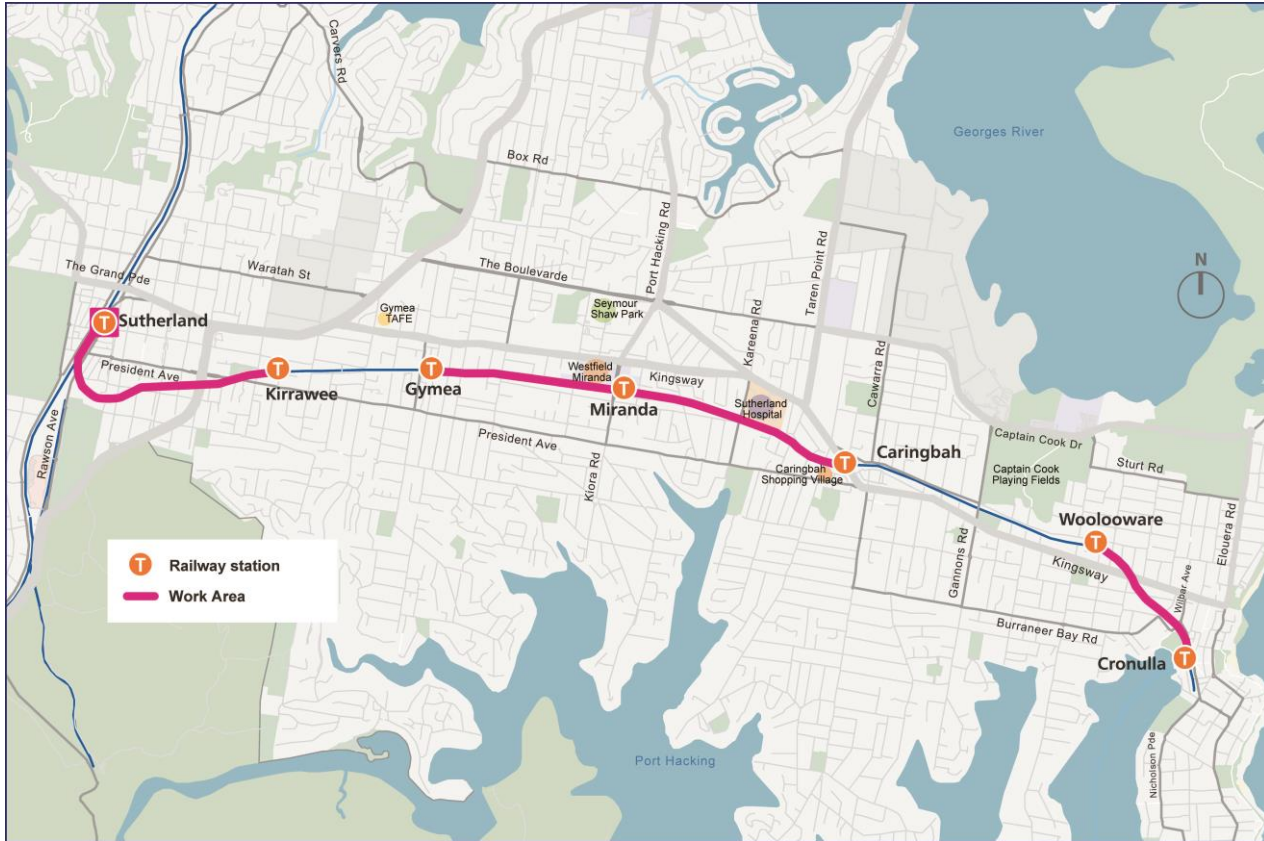 Carvers Rd
Georges River
Box Rd
Port Hacking Rd
Taren Point Rd
N
The Grand Pde
Waratah St
The Boulevarde
Gymea
TAFE
Seymour
Shaw Park
Kareena Rd
Sutherland
Cawarra Rd
President Ave
Kirrawee
Gymea
Westfield
Miranda
Kingsway
Miranda
Sutherland
Hospital
Rawson Ave
President Ave
Kiora Rd
Caringbah
Caringbah
Shopping Village
Captain Cook Dr
Captain Cook
Playing Fields
Sturt Rd
Woolooware
Elouera Rd
Gannons Rd
Kingsway
Wilbar Ave
Burraneer Bay Rd
Cronulla
T Railway station
Work Area
Port Hacking
Nicholson Pde
T
T
T
T
T
T
T